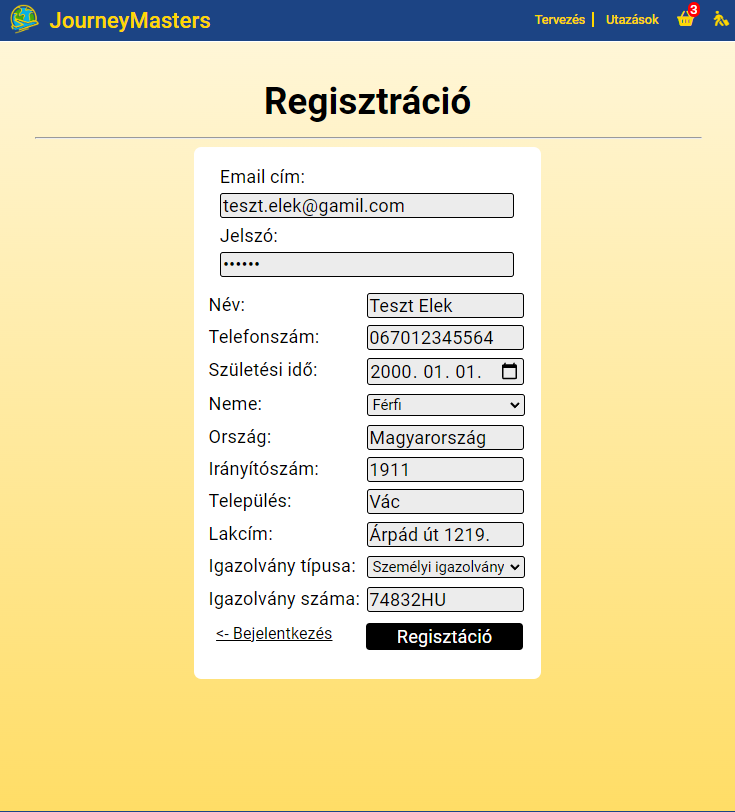 JourneyMasters
Tervezés
Utazások
3
Regisztráció
Email cím:
teszt.elek@gamil.com
Jelszó:
••••••
Név: Teszt Elek
Telefonszám: 067012345564
Születési idő: 2000. 01. 01.
Neme: Férfi
Ország: Magyarország
Irányítószám: 1911
Település: Vác
Lakcím: Árpád út 1219.
Igazolvány típusa: Személyi igazolvány
Igazolvány száma: 74832HU
<- Bejelentkezés Regisztáció